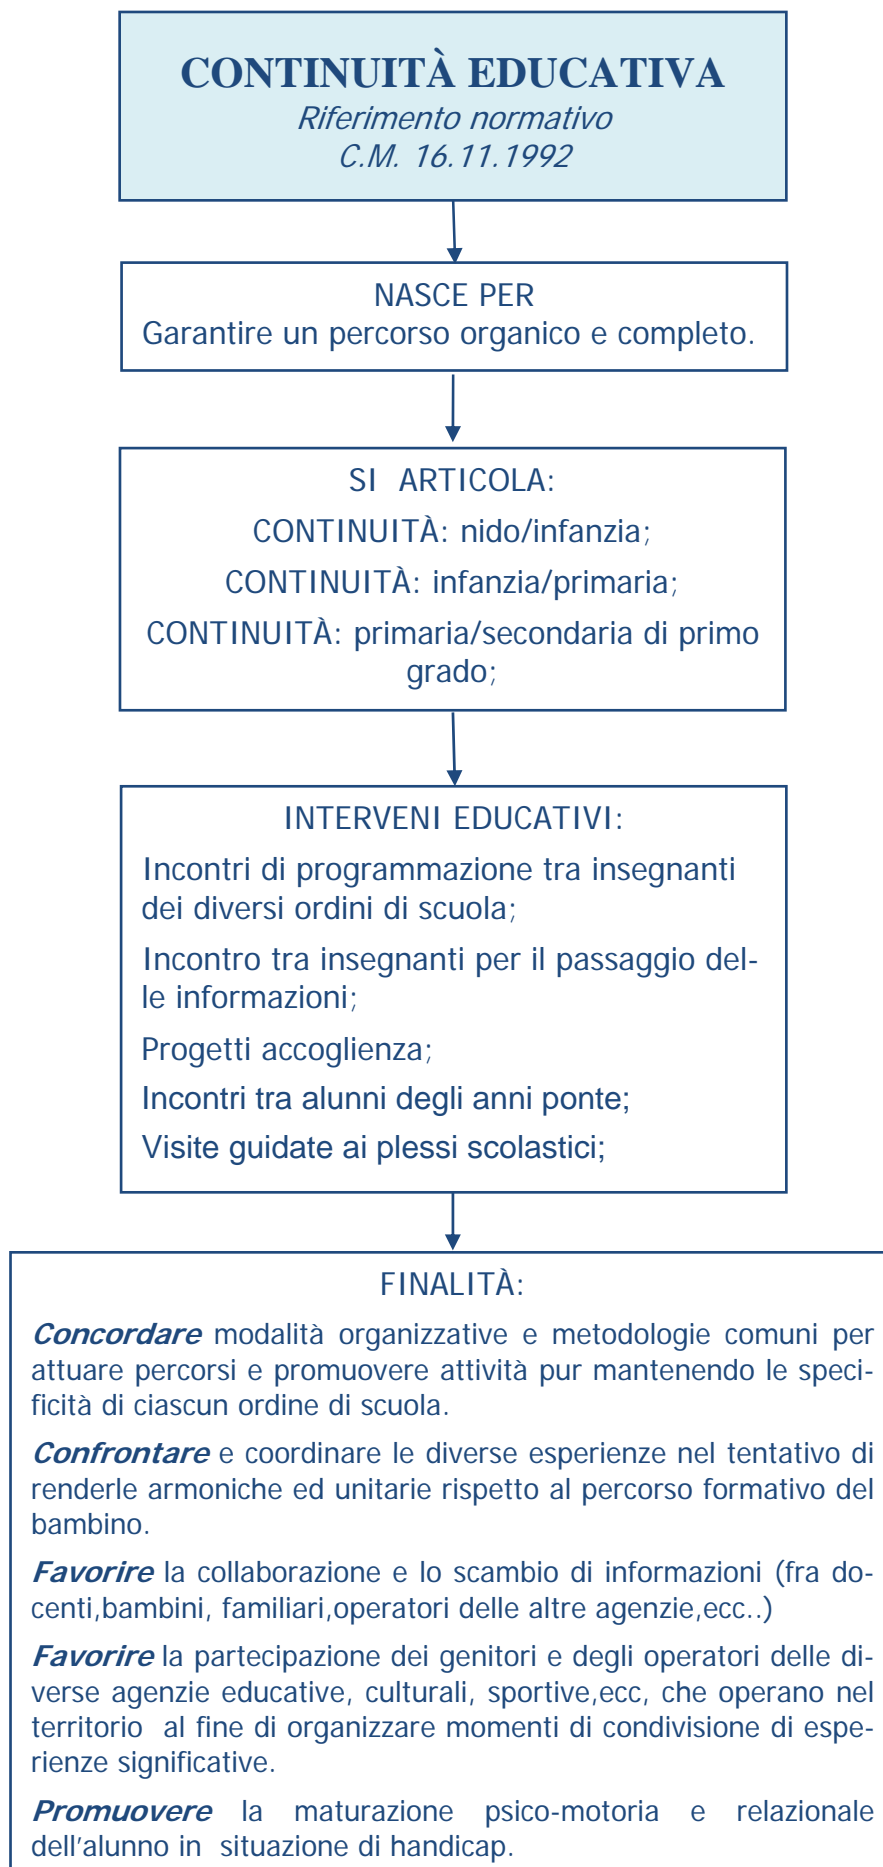 CONTINUITÀ EDUCATIVA
Riferimento normativo
C.M. 16.11.1992
NASCE PER
Garantire un percorso organico e completo.
SI ARTICOLA:
CONTINUITÀ: nido/infanzia;
CONTINUITÀ: infanzia/primaria;
CONTINUITÀ: primaria/secondaria di primo
grado;
INTERVENI EDUCATIVI:
Incontri di programmazione tra insegnanti
dei diversi ordini di scuola;
Incontro tra insegnanti per il passaggio del-
le informazioni;
Progetti accoglienza;
Incontri tra alunni degli anni ponte;
Visite guidate ai plessi scolastici;
FINALITÀ:
Concordare modalità organizzative e metodologie comuni per
attuare percorsi e promuovere attività pur mantenendo le speci-
ficità di ciascun ordine di scuola.
Confrontare e coordinare le diverse esperienze nel tentativo di
renderle armoniche ed unitarie rispetto al percorso formativo del
bambino.
Favorire la collaborazione e lo scambio di informazioni (fra do-
centi,bambini, familiari,operatori delle altre agenzie,ecc..)
Favorire la partecipazione dei genitori e degli operatori delle di-
verse agenzie educative, culturali, sportive,ecc, che operano nel
territorio al fine di organizzare momenti di condivisione di espe-
rienze significative.
Promuovere la maturazione psico-motoria e relazionale
dell'alunno in situazione di handicap.